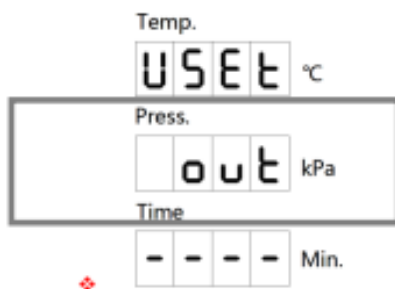 Temp.
USEt ℃
Press.
out kPa
Time
---- Min.